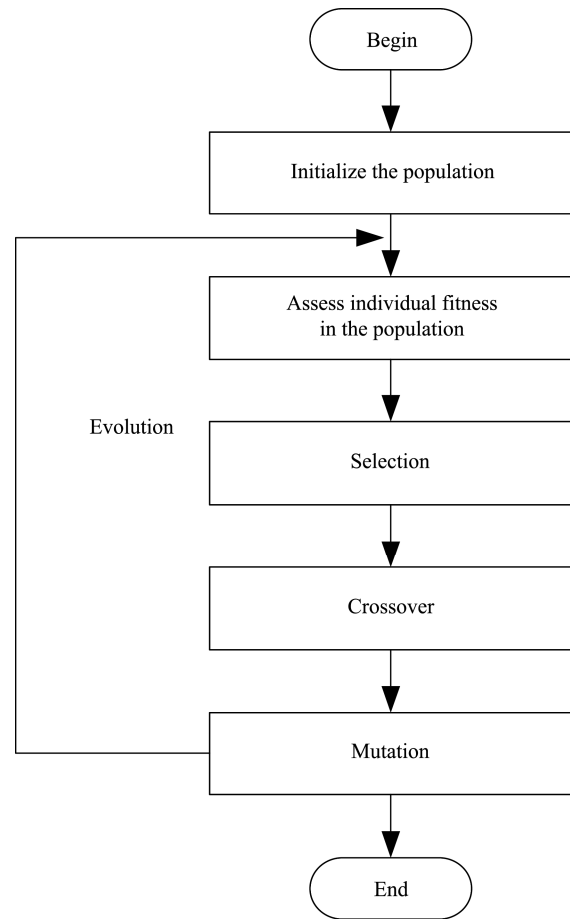 Begin
Initialize the population
Assess individual fitness
in the population
Evolution
Selection
Crossover
Mutation
End